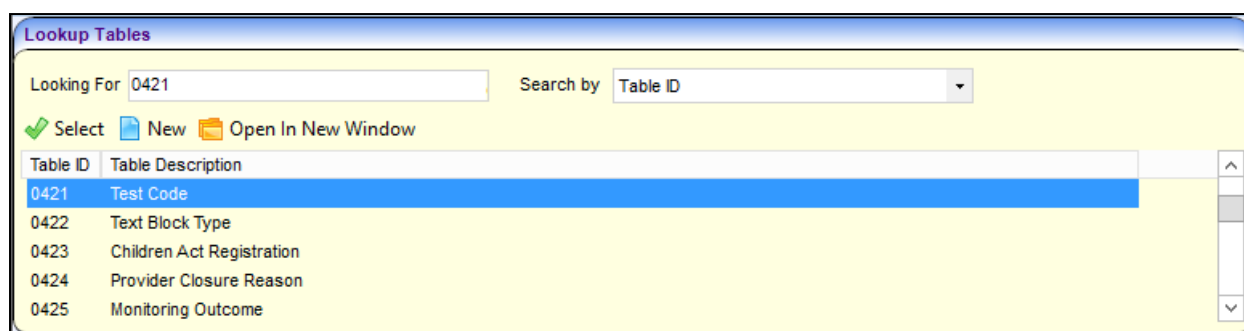 Lookup Tables
Looking For 0421 Search by Table ID
Select New Open In New Window
Table ID Table Description
0421 Test Code
0422 Text Block Type
0423 Children Act Registration
0424 Provider Closure Reason
0425 Monitoring Outcome